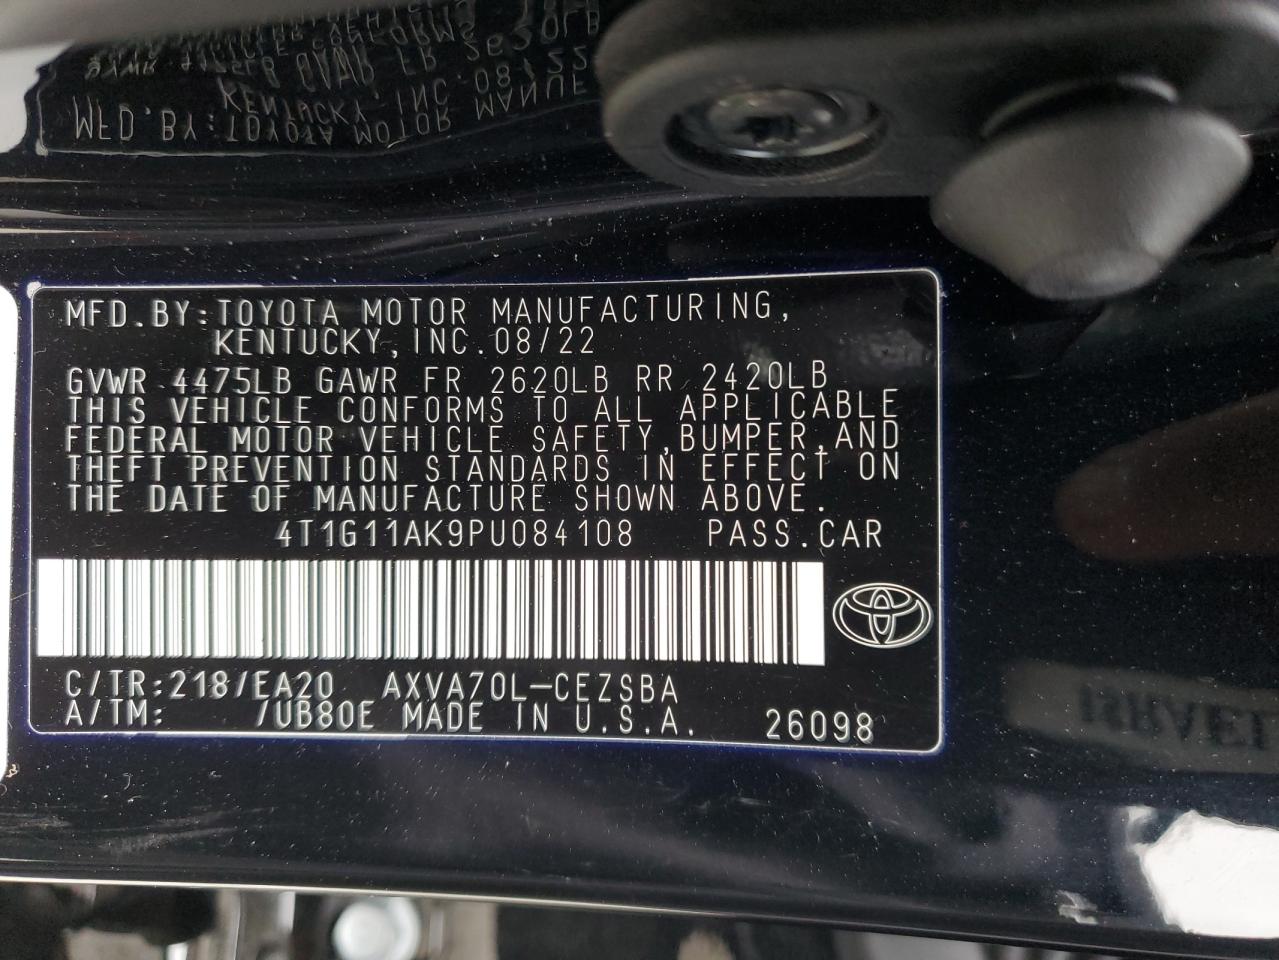 MFD.BY:TOYOTA MOTOR MANUFACTURING,
KENTUCKY,INC.08/22
GVWR 4475LB GAWR FR 2620LB RR 2420LB
THIS VEHICLE CONFORMS TO ALL APPLICABLE
FEDERAL MOTOR VEHICLE SAFETY,BUMPER,AND
THEFT PREVENTION STANDARDS IN EFFECT ON
THE DATE OF MANUFACTURE SHOWN ABOVE.
4T1G11AK9PU084108 PASS.CAR
C/TR:218/EA20 AXVA70L-CEZSBA
A/TM: /UB80E MADE IN U.S.A. 26098